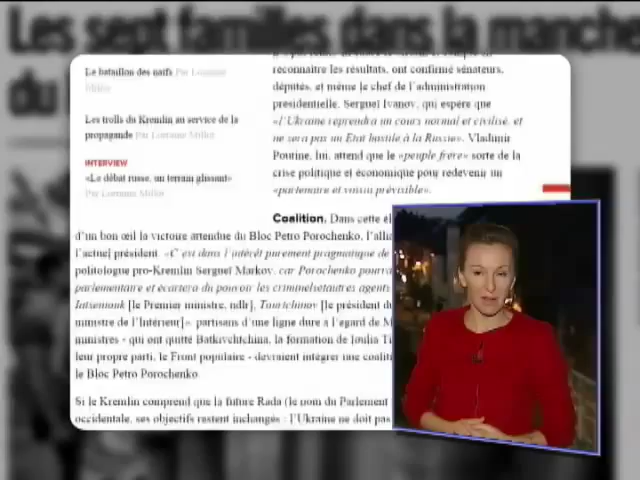 Les sept familles dans la manche
du
Le bataillon des naïfs Par Lorraine
Millot
Les trolls du Kremlin au service de la
propagande Par Lorraine Millot
INTERVIEW
«Le débat russe, un terrain glissant»
Par Lorraine Millot
reconnaître les résultats, ont confirmé sénateurs,
députés, et même le chef de l'administration
présidentielle, Sergueï Ivanov, qui espère que
«l'Ukraine reprendra un cours normal et civilisé, et
ne sera pas un Etat hostile à la Russie». Vladimir
Poutine, lui, attend que le «peuple frère» sorte de la
crise politique et économique pour redevenir un
«partenaire et voisin prévisible».
Coalition. Dans cette él
d'un bon œil la victoire attendue du Bloc Petro Porochenko, l'allia
l'actuel président. «C'est dans l'intérêt purement pragmatique de
politologue pro-Kremlin Sergueï Markov, car Porochenko pourra
parlementaire et écartera du pouvoir les criminels et autres agents
Iatseniouk [le Premier ministre, ndlr], Tourtchinov [le président du
ministre de l'Intérieur]», partisans d'une ligne dure à l'égard de M
ministres - qui ont quitté Batkivchtchina, la formation de Ioulia Ti
leur propre parti, le Front populaire - devraient intégrer une coaliti
le Bloc Petro Porochenko.
Si le Kremlin comprend que la future Rada (le nom du Parlement
occidentale, ses objectifs restent inchangés : l'Ukraine ne doit pas